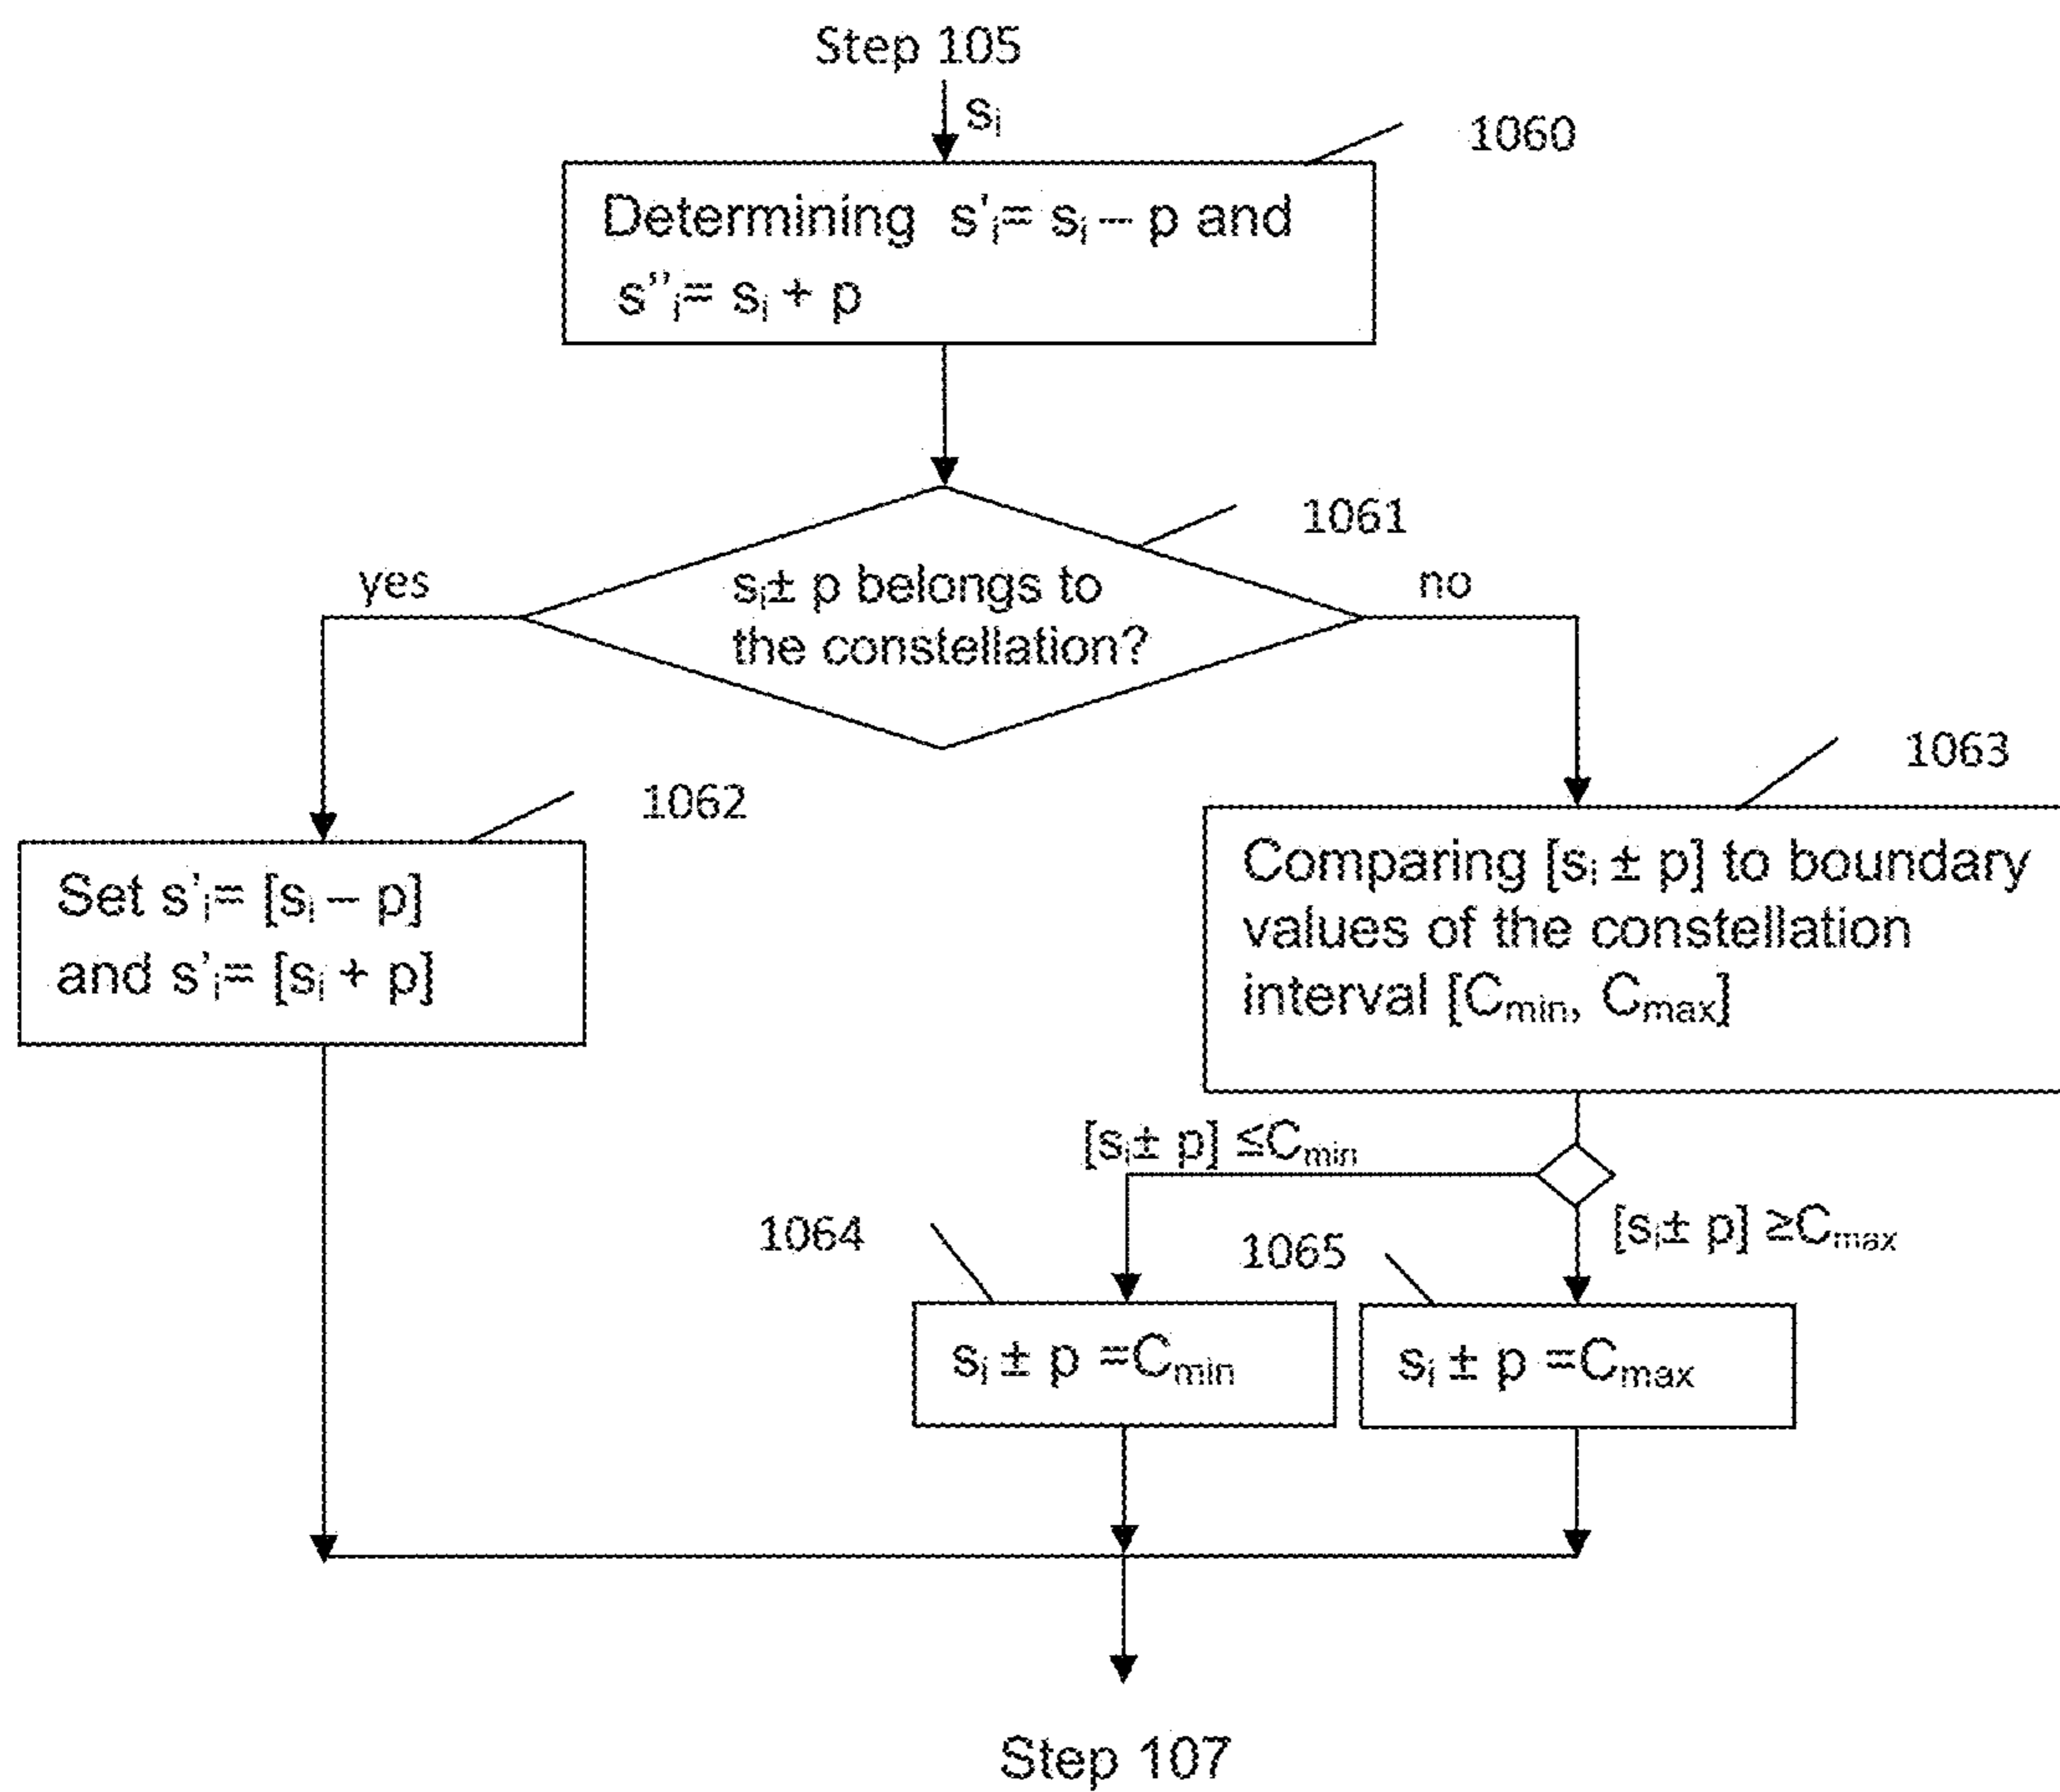 Step 105
sᵢ
1060
Determining s'ᵢ= sᵢ – p and
s"ᵢ= sᵢ + p
1061
sᵢ± p belongs to
the constellation?
yes
no
1062
Set s'ᵢ= [sᵢ – p]
and s'ᵢ= [sᵢ + p]
1063
Comparing [sᵢ ± p] to boundary
values of the constellation
interval [Cmin, Cmax]
[sᵢ± p] ≤Cmin
[sᵢ± p] ≥Cmax
1064
1065
sᵢ ± p =Cmin
sᵢ ± p =Cmax
Step 107